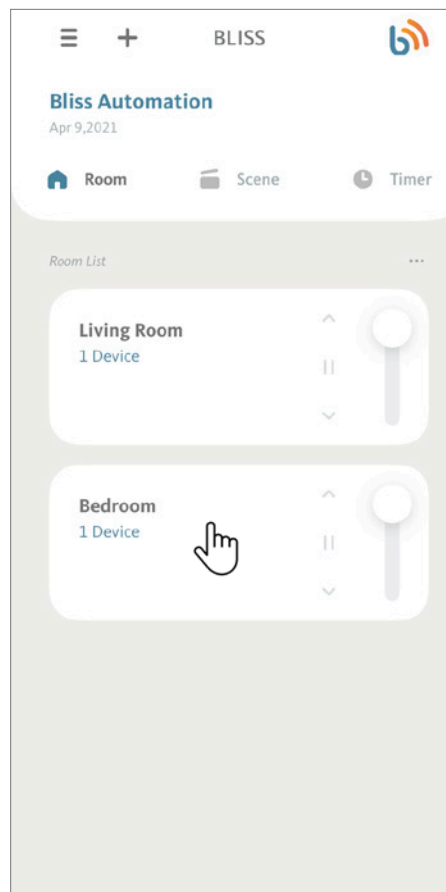 BLISS
Bliss Automation
Apr 9,2021
Room Scene Timer
Room List
Living Room
1 Device
Bedroom
1 Device